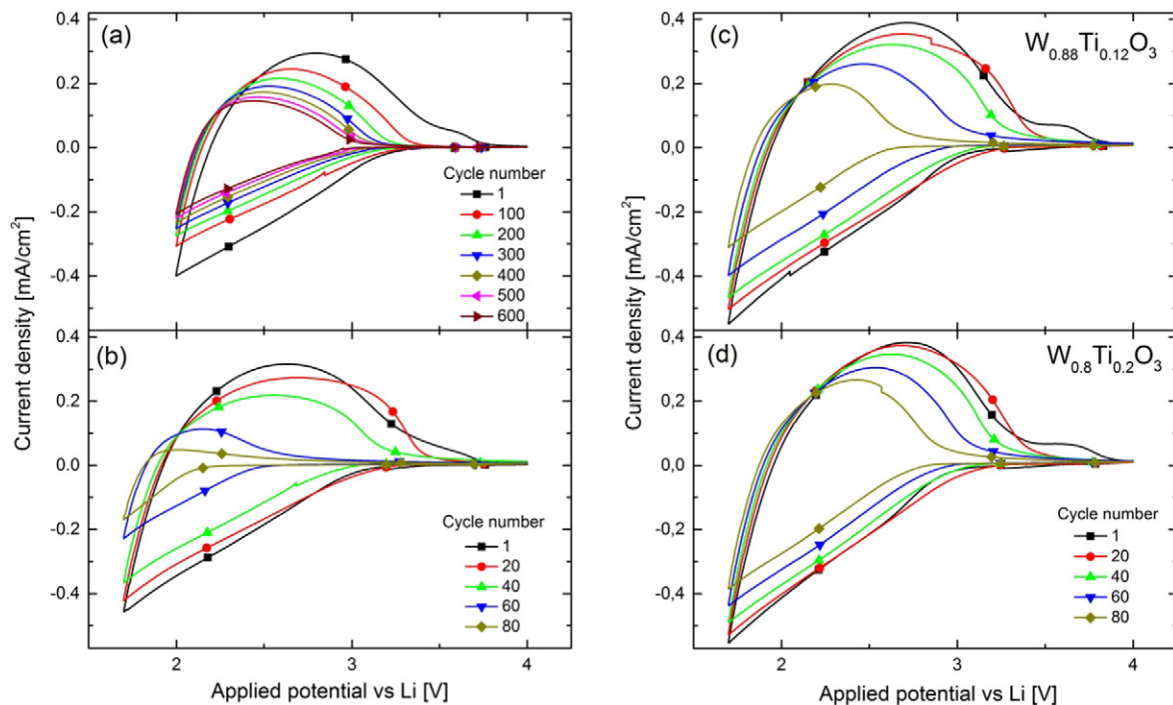 (a)
0,4
0,2
0,0
-0,2
-0,4
Cycle number
1
100
200
300
400
500
600
(b)
0,4
0,2
0,0
-0,2
-0,4
Cycle number
1
20
40
60
80
2 3 4
Applied potential vs Li [V]
Current density [mA/cm²]
(c)
W₀.₈₈Ti₀.₁₂O₃
0,4
0,2
0,0
-0,2
-0,4
(d)
W₀.₈Ti₀.₂O₃
0,4
0,2
0,0
-0,2
-0,4
Cycle number
1
20
40
60
80
2 3 4
Applied potential vs Li [V]
Current density [mA/cm²]